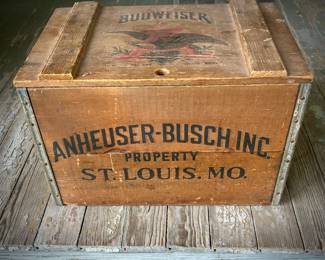 BUDWEISER
ANHEUSER-BUSCH INC.
PROPERTY
ST. LOUIS. MO.